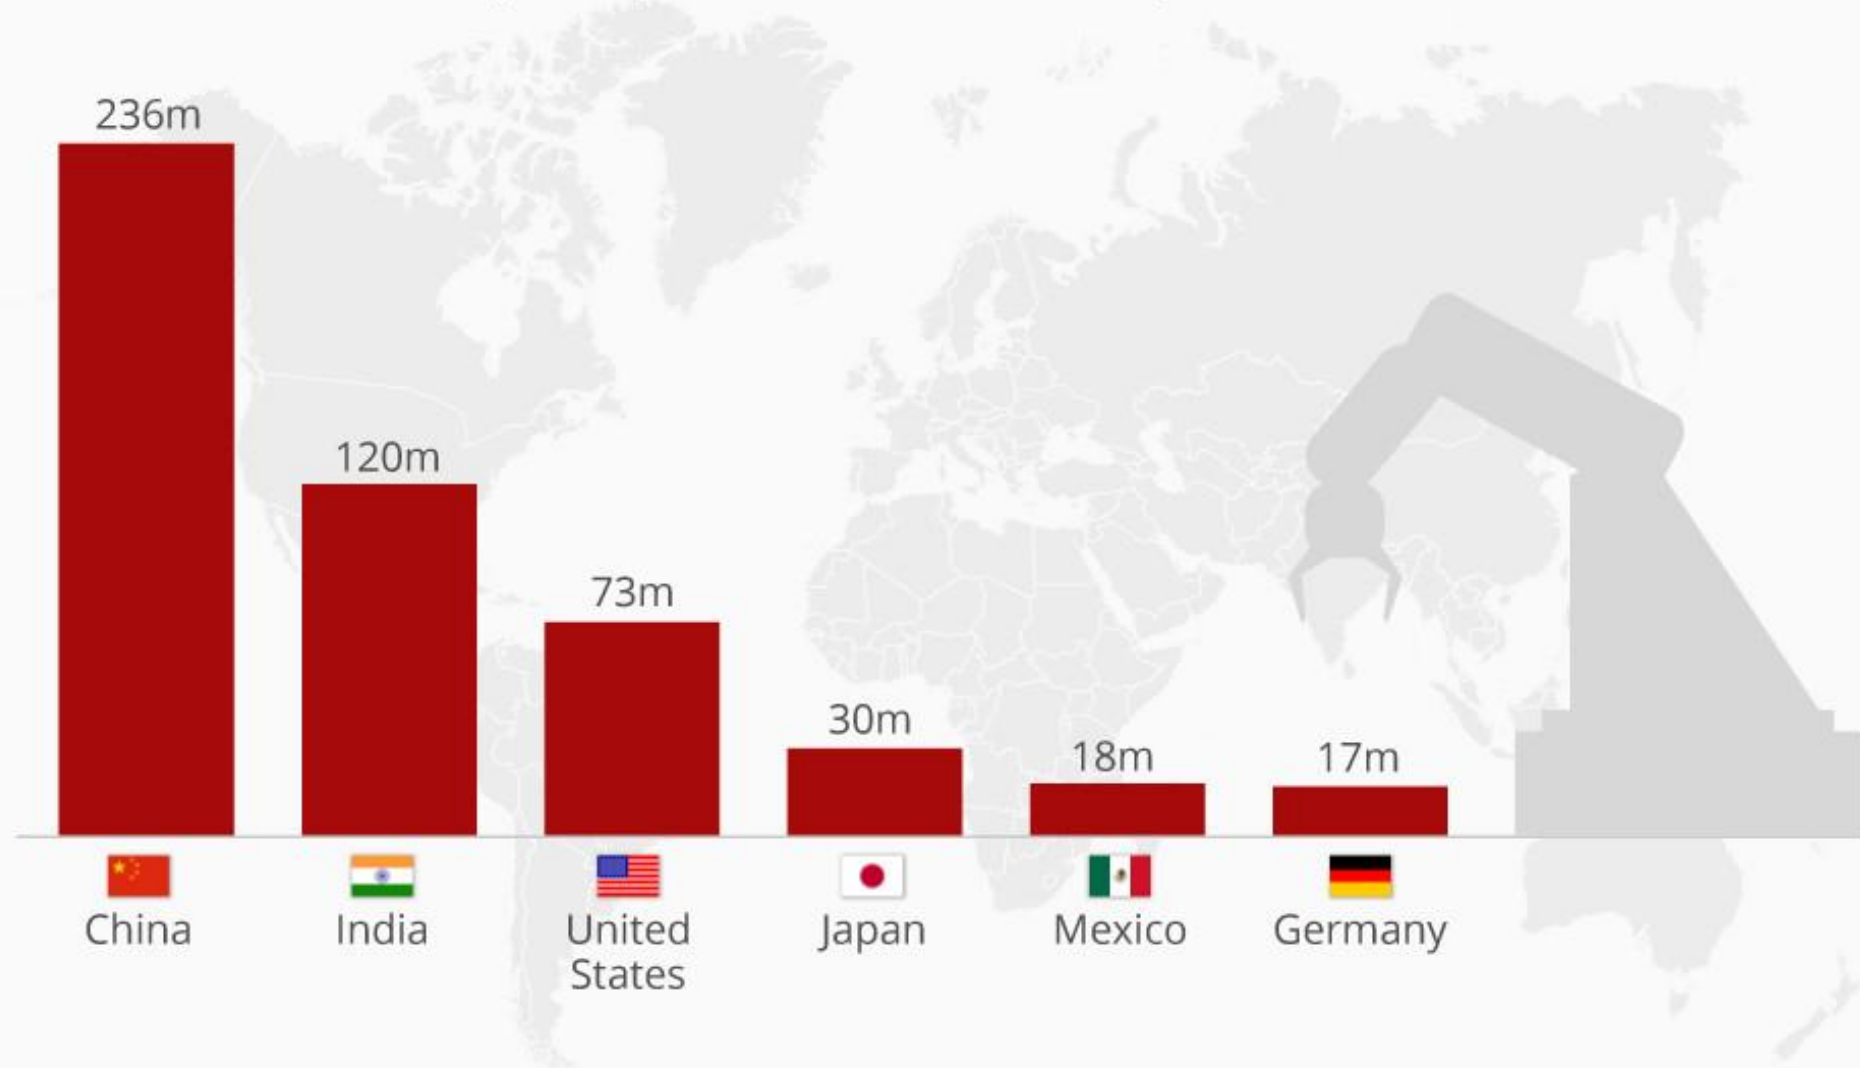 236m
120m
73m
30m
18m
17m
China
India
United
States
Japan
Mexico
Germany